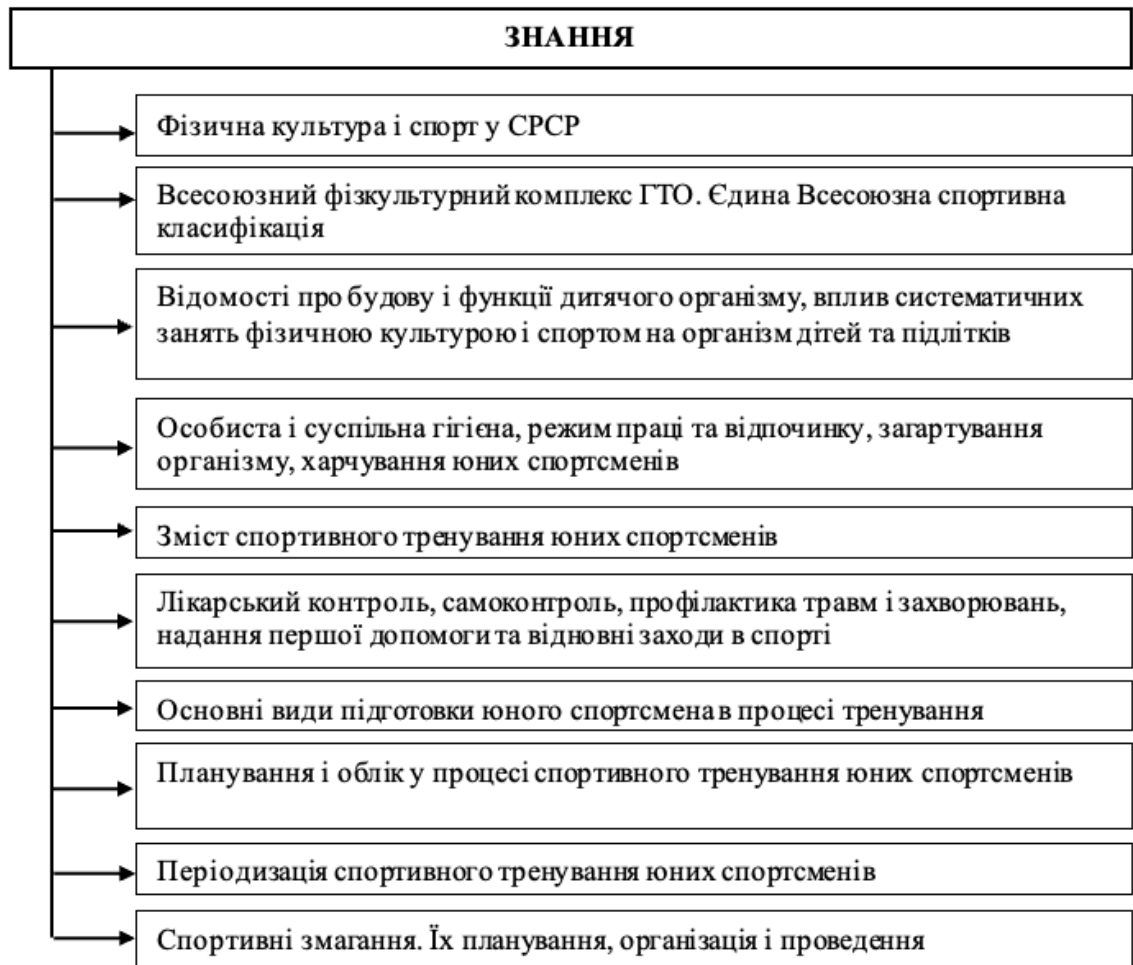 ЗНАННЯ
Фізична культура і спорт у СРСР
Всесоюзний фізкультурний комплекс ГТО. Єдина Всесоюзна спортивна
класифікація
Відомості про будову і функції дитячого організму, вплив систематичних
занять фізичною культурою і спортом на організм дітей та підлітків
Особиста і суспільна гігієна, режим праці та відпочинку, загартування
організму, харчування юних спортсменів
Зміст спортивного тренування юних спортсменів
Лікарський контроль, самоконтроль, профілактика травм і захворювань,
надання першої допомоги та відновні заходи в спорті
Основні види підготовки юного спортсмена в процесі тренування
Планування і облік у процесі спортивного тренування юних спортсменів
Періодизація спортивного тренування юних спортсменів
Спортивні змагання. Їх планування, організація і проведення